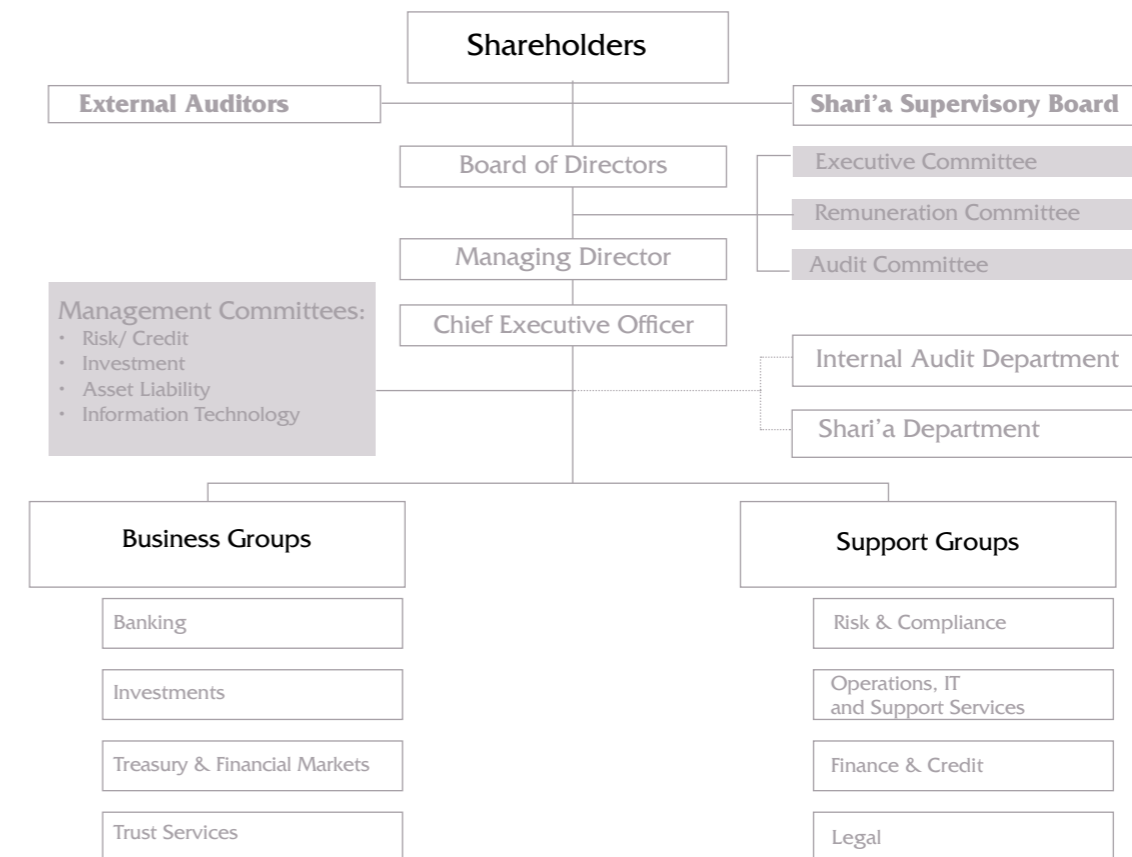 Shareholders
External Auditors
Shari’a Supervisory Board
Board of Directors
Executive Committee
Remuneration Committee
Managing Director
Audit Committee
Management Committees:
• Risk/ Credit
• Investment
• Asset Liability
• Information Technology
Chief Executive Officer
Internal Audit Department
Shari’a Department
Business Groups
Banking
Investments
Treasury & Financial Markets
Trust Services
Support Groups
Risk & Compliance
Operations, IT
and Support Services
Finance & Credit
Legal